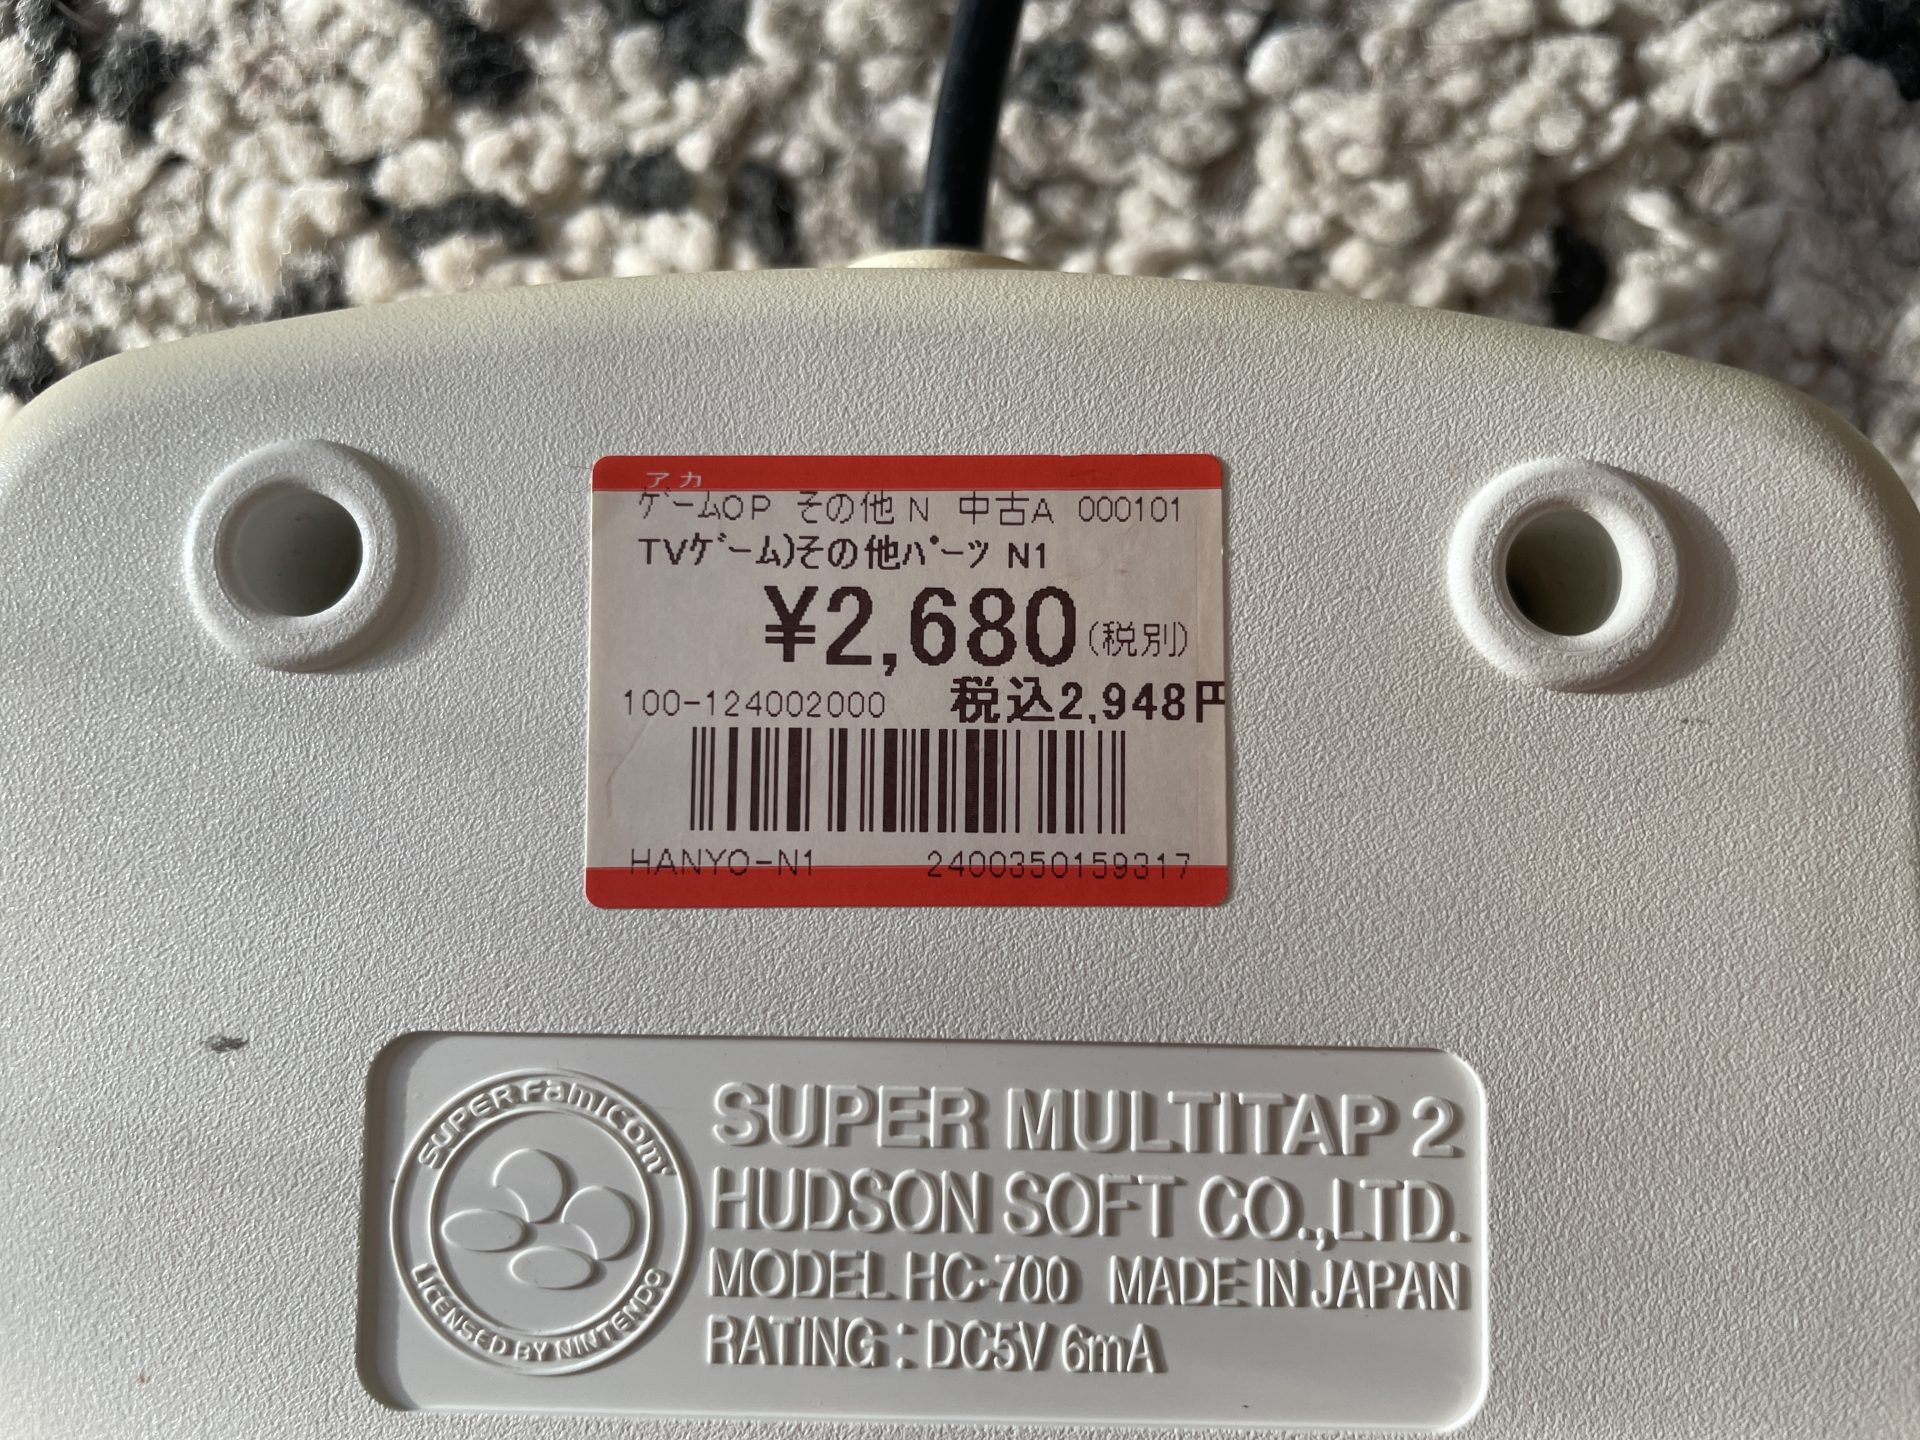 アカ
ｹﾞｰﾑOP その他 N 中古A 000101
TVｹﾞｰﾑ)その他ﾊﾟｰﾂ N1
¥2,680(税別)
100-124002000 税込2,948円
HANYO-N1 2400350159317
SUPER Famicom
LICENSED BY NINTENDO
SUPER MULTITAP 2
HUDSON SOFT CO.,LTD.
MODEL HC-700 MADE IN JAPAN
RATING : DC5V 6mA